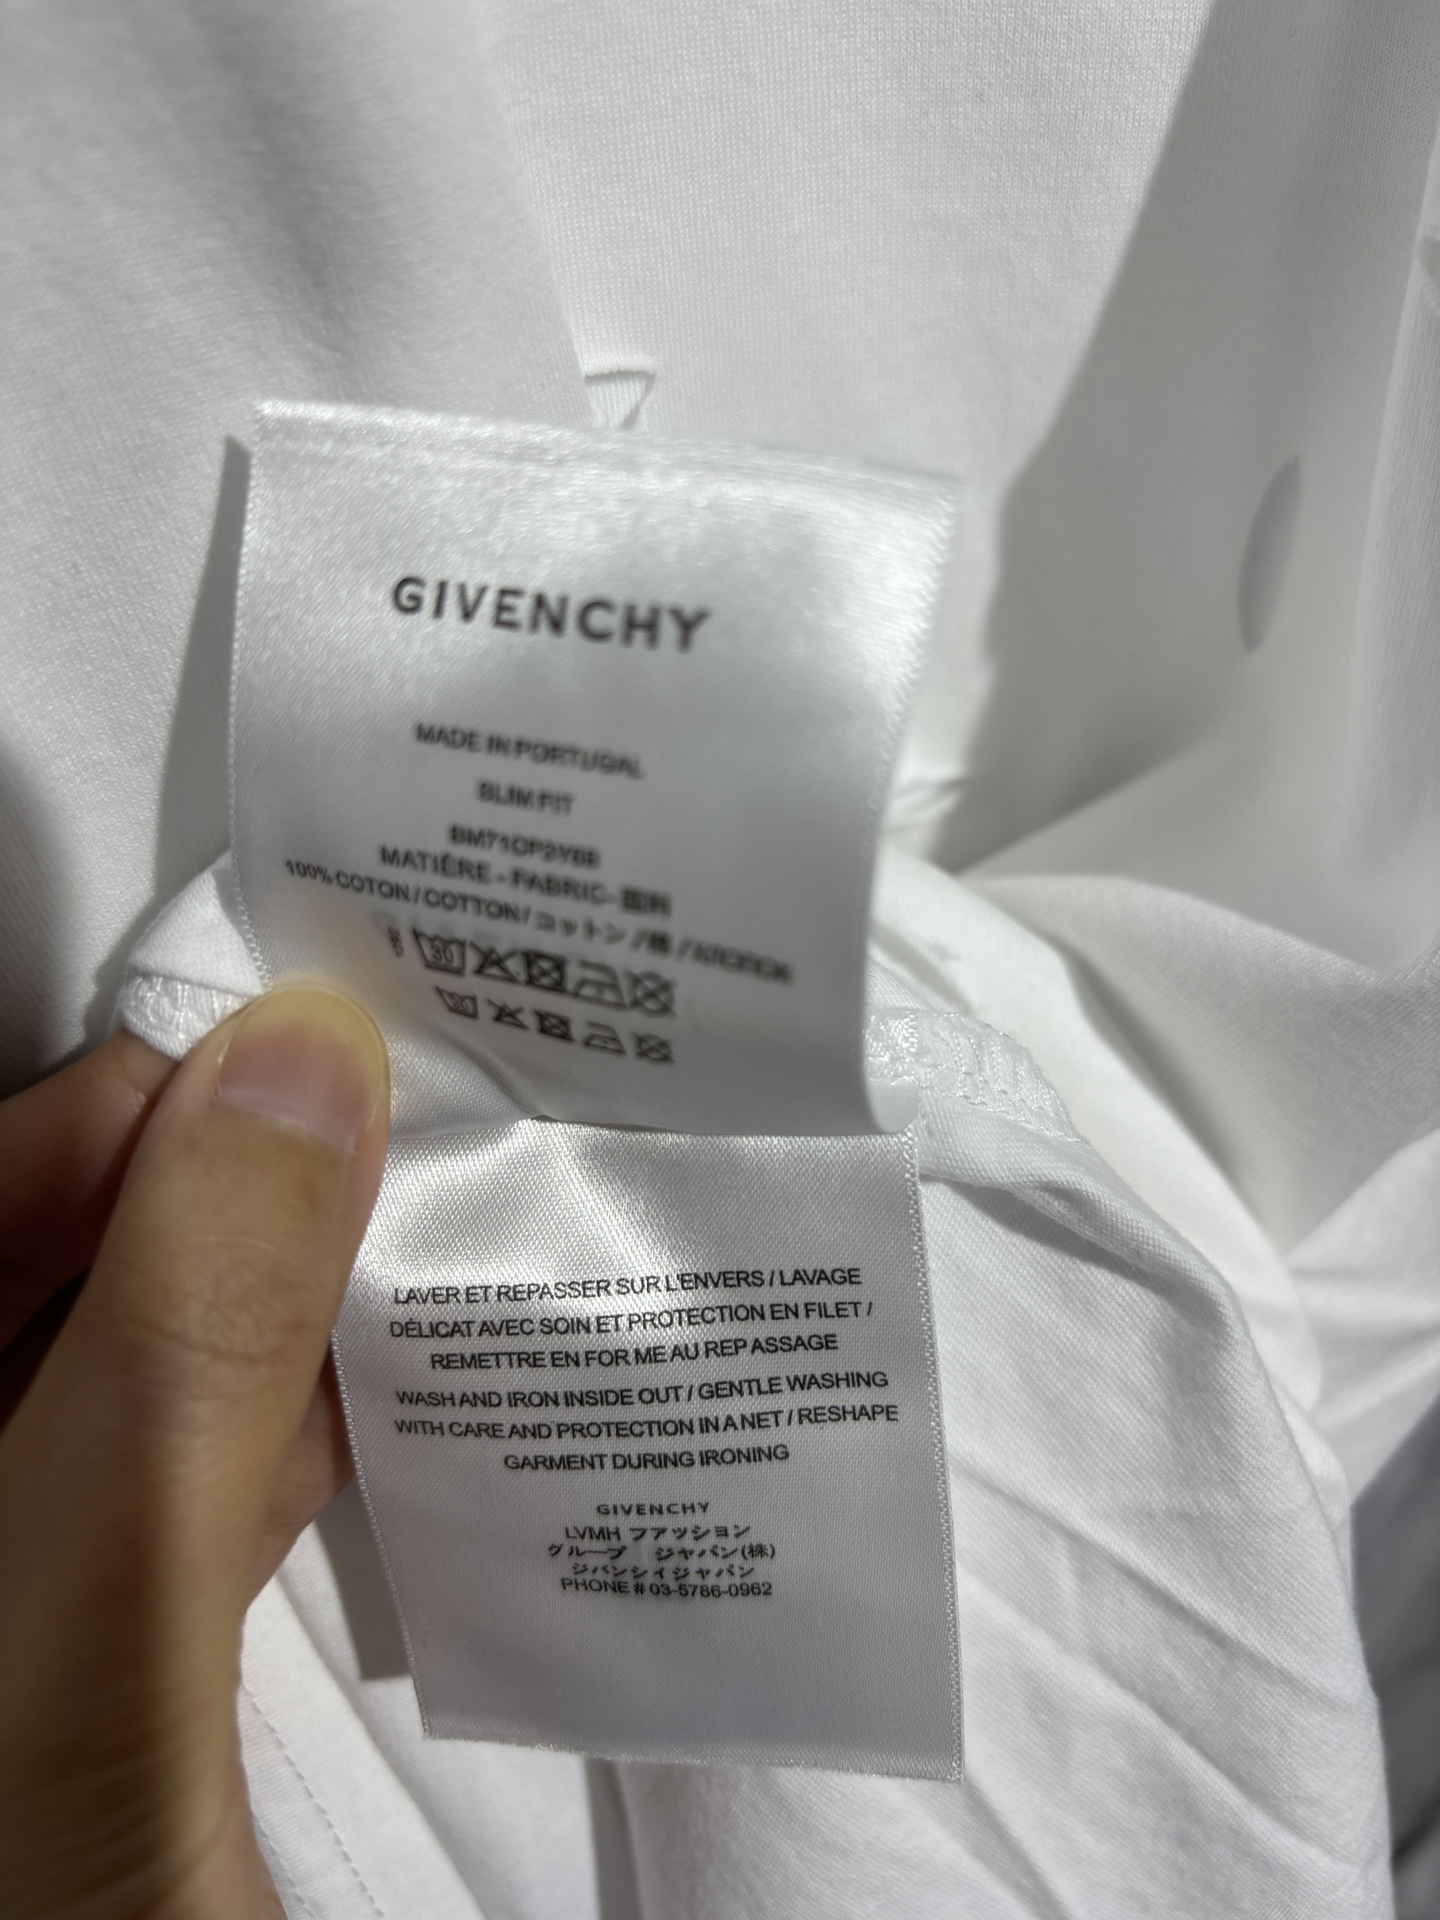 GIVENCHY
MADE IN PORTUGAL
SLIM FIT
MATIÈRE - FABRIC - 面料
100% COTON / COTTON / コットン / 棉 /
30
30
LAVER ET REPASSER SUR L'ENVERS / LAVAGE
DÉLICAT AVEC SOIN ET PROTECTION EN FILET /
REMETTRE EN FOR ME AU REP ASSAGE
WASH AND IRON INSIDE OUT / GENTLE WASHING
WITH CARE AND PROTECTION IN A NET / RESHAPE
GARMENT DURING IRONING
GIVENCHY
LVMH ファッション
グループ ジャパン(株)
ジバンシイジャパン
PHONE # 03-5786-0962